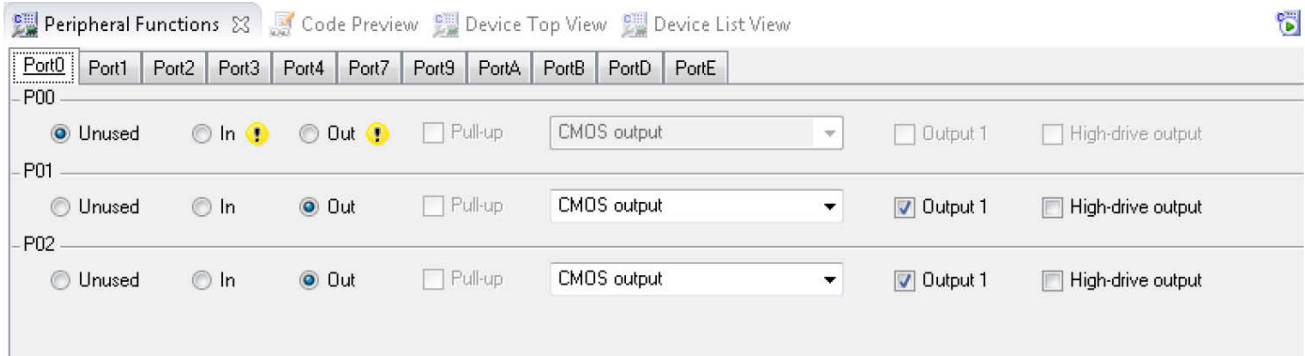 Peripheral Functions Code Preview Device Top View Device List View
Port0 Port1 Port2 Port3 Port4 Port7 Port9 PortA PortB PortD PortE
P00
Unused In Out Pull-up CMOS output Output 1 High-drive output
P01
Unused In Out Pull-up CMOS output Output 1 High-drive output
P02
Unused In Out Pull-up CMOS output Output 1 High-drive output